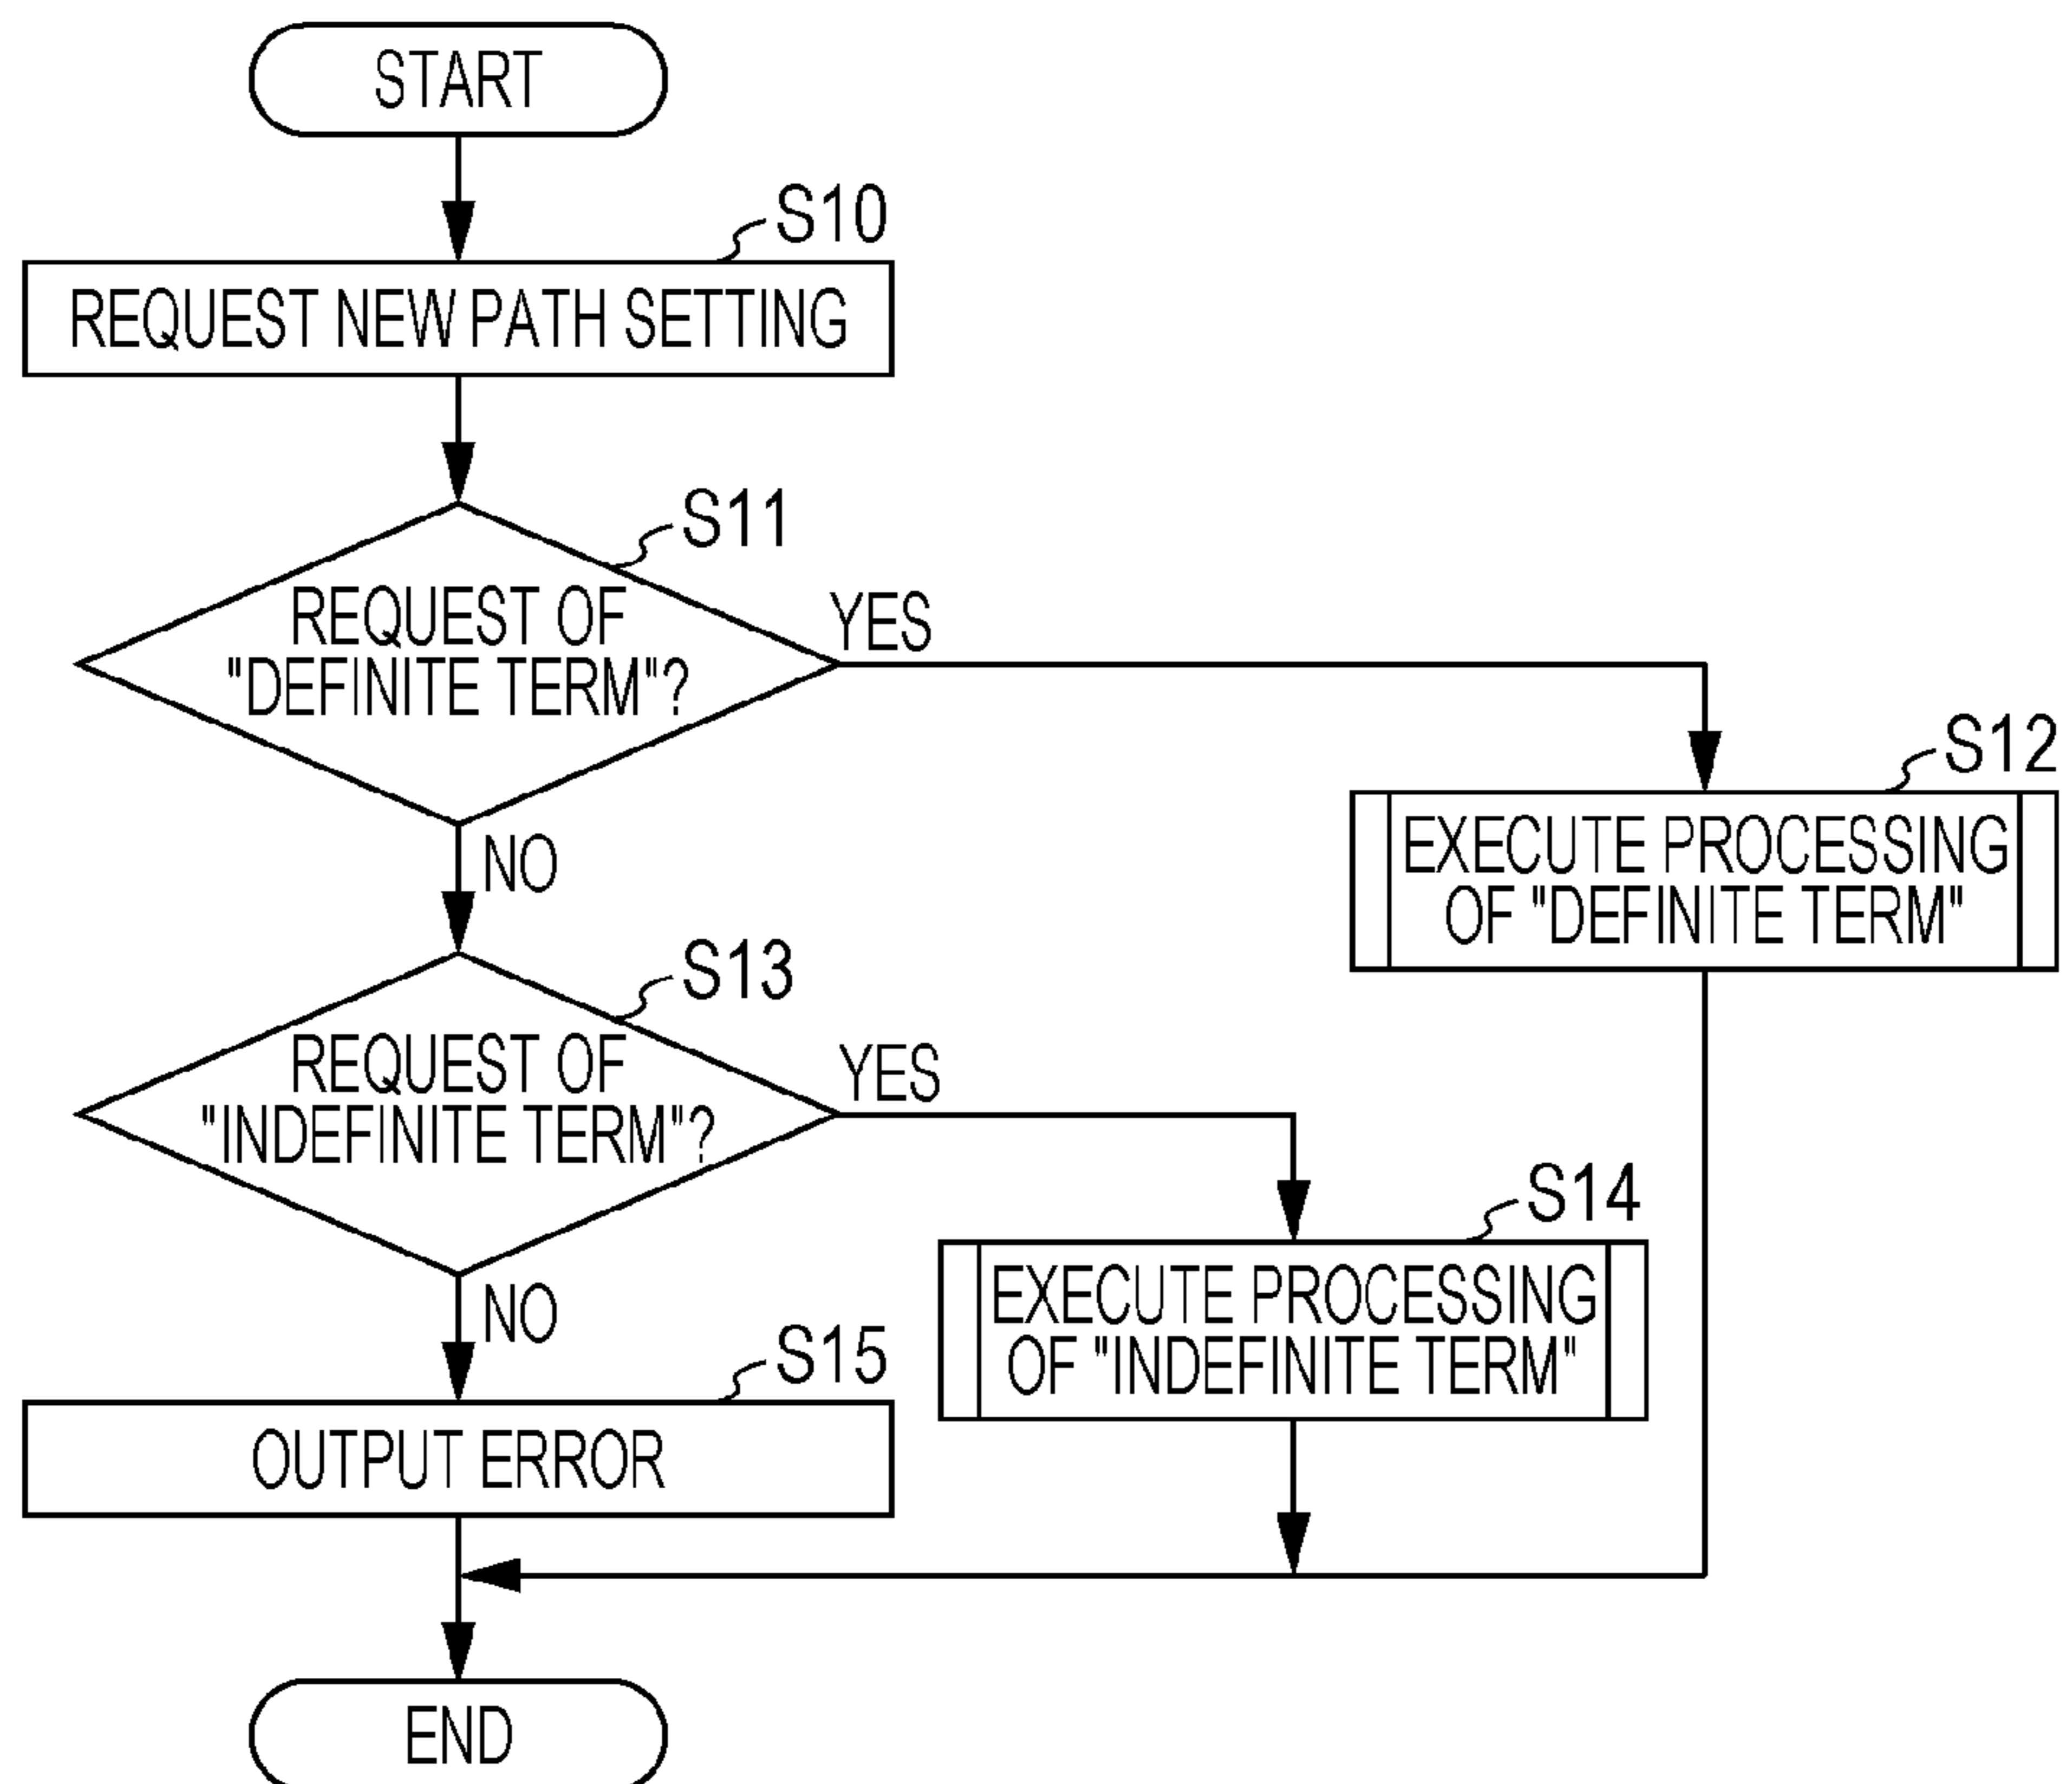 START
S10
REQUEST NEW PATH SETTING
S11
REQUEST OF
"DEFINITE TERM"?
YES
S12
EXECUTE PROCESSING
OF "DEFINITE TERM"
NO
S13
REQUEST OF
"INDEFINITE TERM"?
YES
S14
EXECUTE PROCESSING
OF "INDEFINITE TERM"
NO
S15
OUTPUT ERROR
END